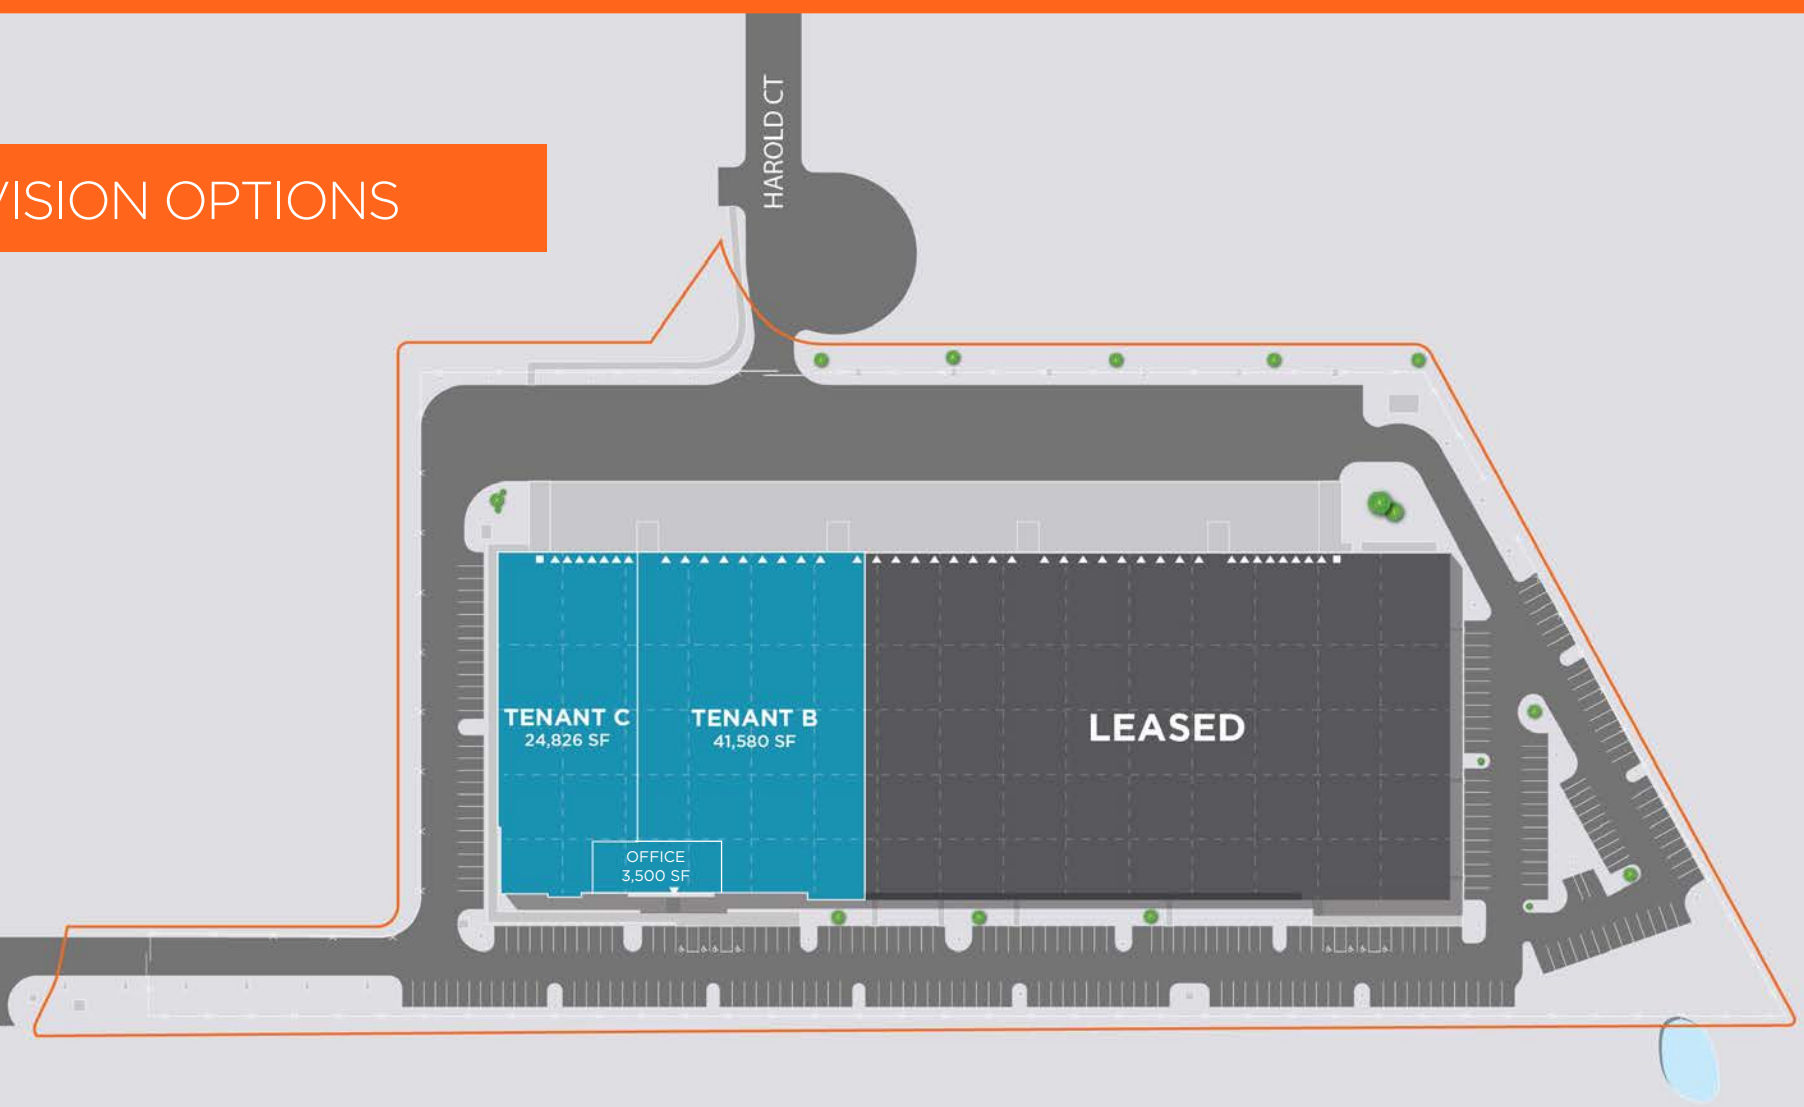 HAROLD CT
VISION OPTIONS
TENANT C
24,826 SF
TENANT B
41,580 SF
LEASED
OFFICE
3,500 SF